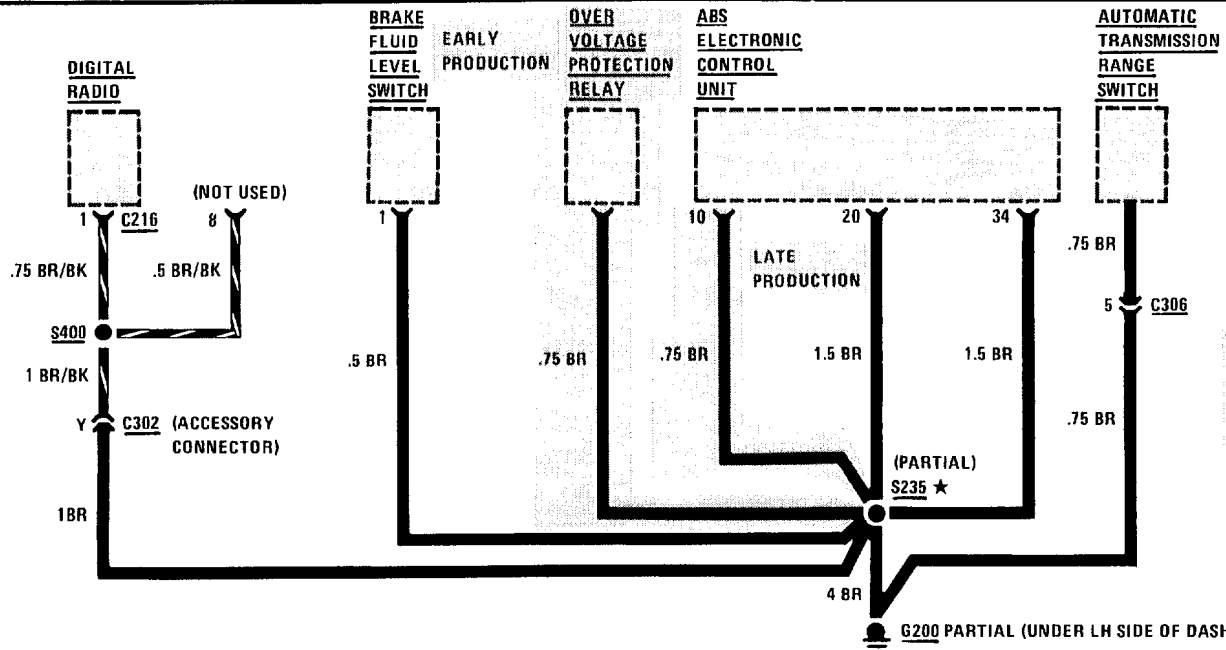 BRAKE
FLUID
LEVEL
SWITCH
EARLY
PRODUCTION
OVER
VOLTAGE
PROTECTION
RELAY
ABS
ELECTRONIC
CONTROL
UNIT
AUTOMATIC
TRANSMISSION
RANGE
SWITCH
DIGITAL
RADIO
(NOT USED)
1 C216
8
1
10
20
34
.75 BR/BK
.5 BR/BK
LATE
PRODUCTION
.75 BR
5 C306
S400
.5 BR
.75 BR
.75 BR
1.5 BR
1.5 BR
1 BR/BK
.75 BR
Y C302 (ACCESSORY
CONNECTOR)
(PARTIAL)
S235 ★
1BR
4 BR
G200 PARTIAL (UNDER LH SIDE OF DASH